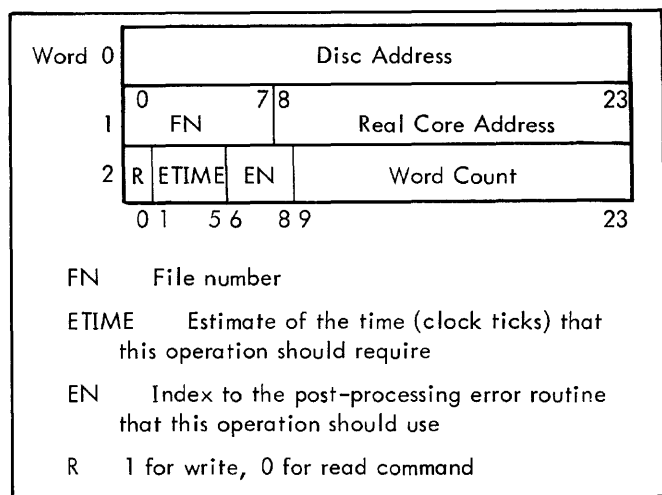 Word 0 Disc Address
0 7 8 23
1 FN Real Core Address
2 R ETIME EN Word Count
0 1 5 6 8 9 23
FN File number
ETIME Estimate of the time (clock ticks) that
this operation should require
EN Index to the post-processing error routine
that this operation should use
R 1 for write, 0 for read command